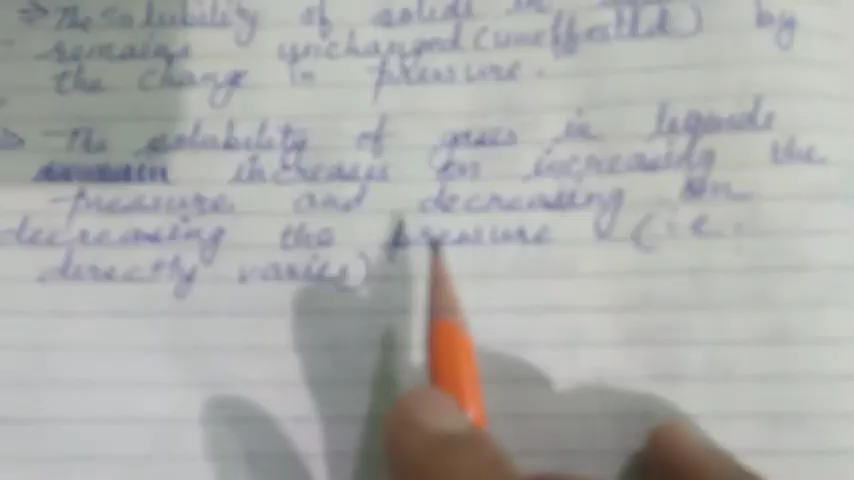 ⇒ The solubility of solids in
remains unchanged (uneffected) by
the change in pressure.
⇒ The solubility of gases in liquids
increases on increasing the
pressure and decreasing on
decreasing the pressure (i.e.
directly varies)